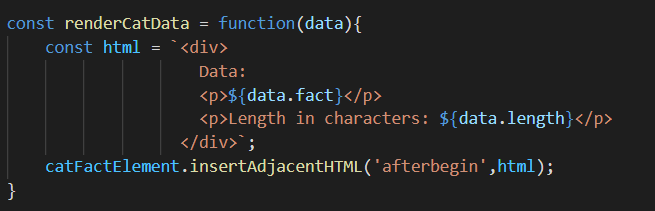 const renderCatData = function(data){
const html = `<div>
Data:
<p>${data.fact}</p>
<p>Length in characters: ${data.length}</p>
</div>`;
catFactElement.insertAdjacentHTML('afterbegin',html);
}